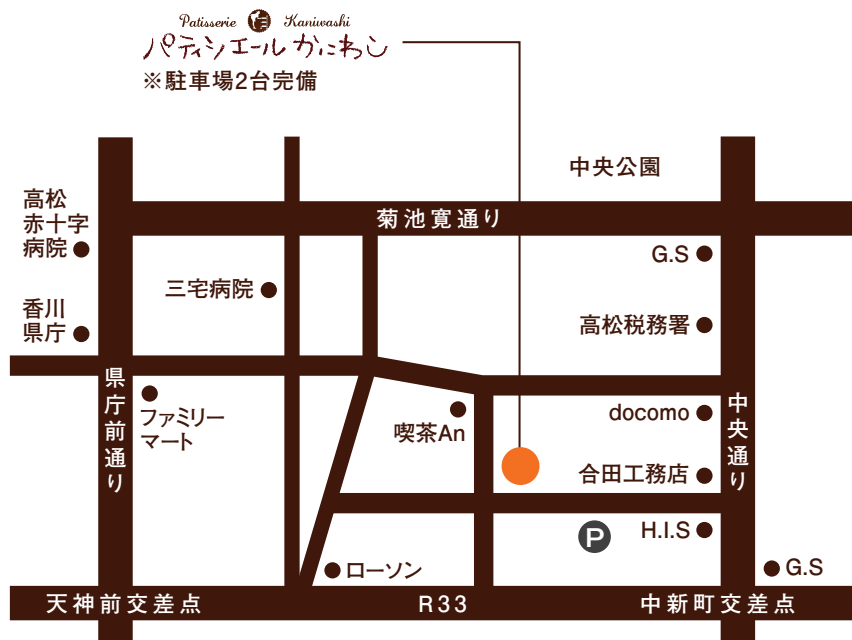 Patisserie Kaniwashi
パティシエール かにわし
※駐車場2台完備
中央公園
高松
赤十字
病院
菊池寛通り
G.S
三宅病院
香川
県庁
高松税務署
県庁前通り
ファミリー
マート
喫茶An
docomo
中央通り
合田工務店
P
H.I.S
ローソン
G.S
天神前交差点
R33
中新町交差点